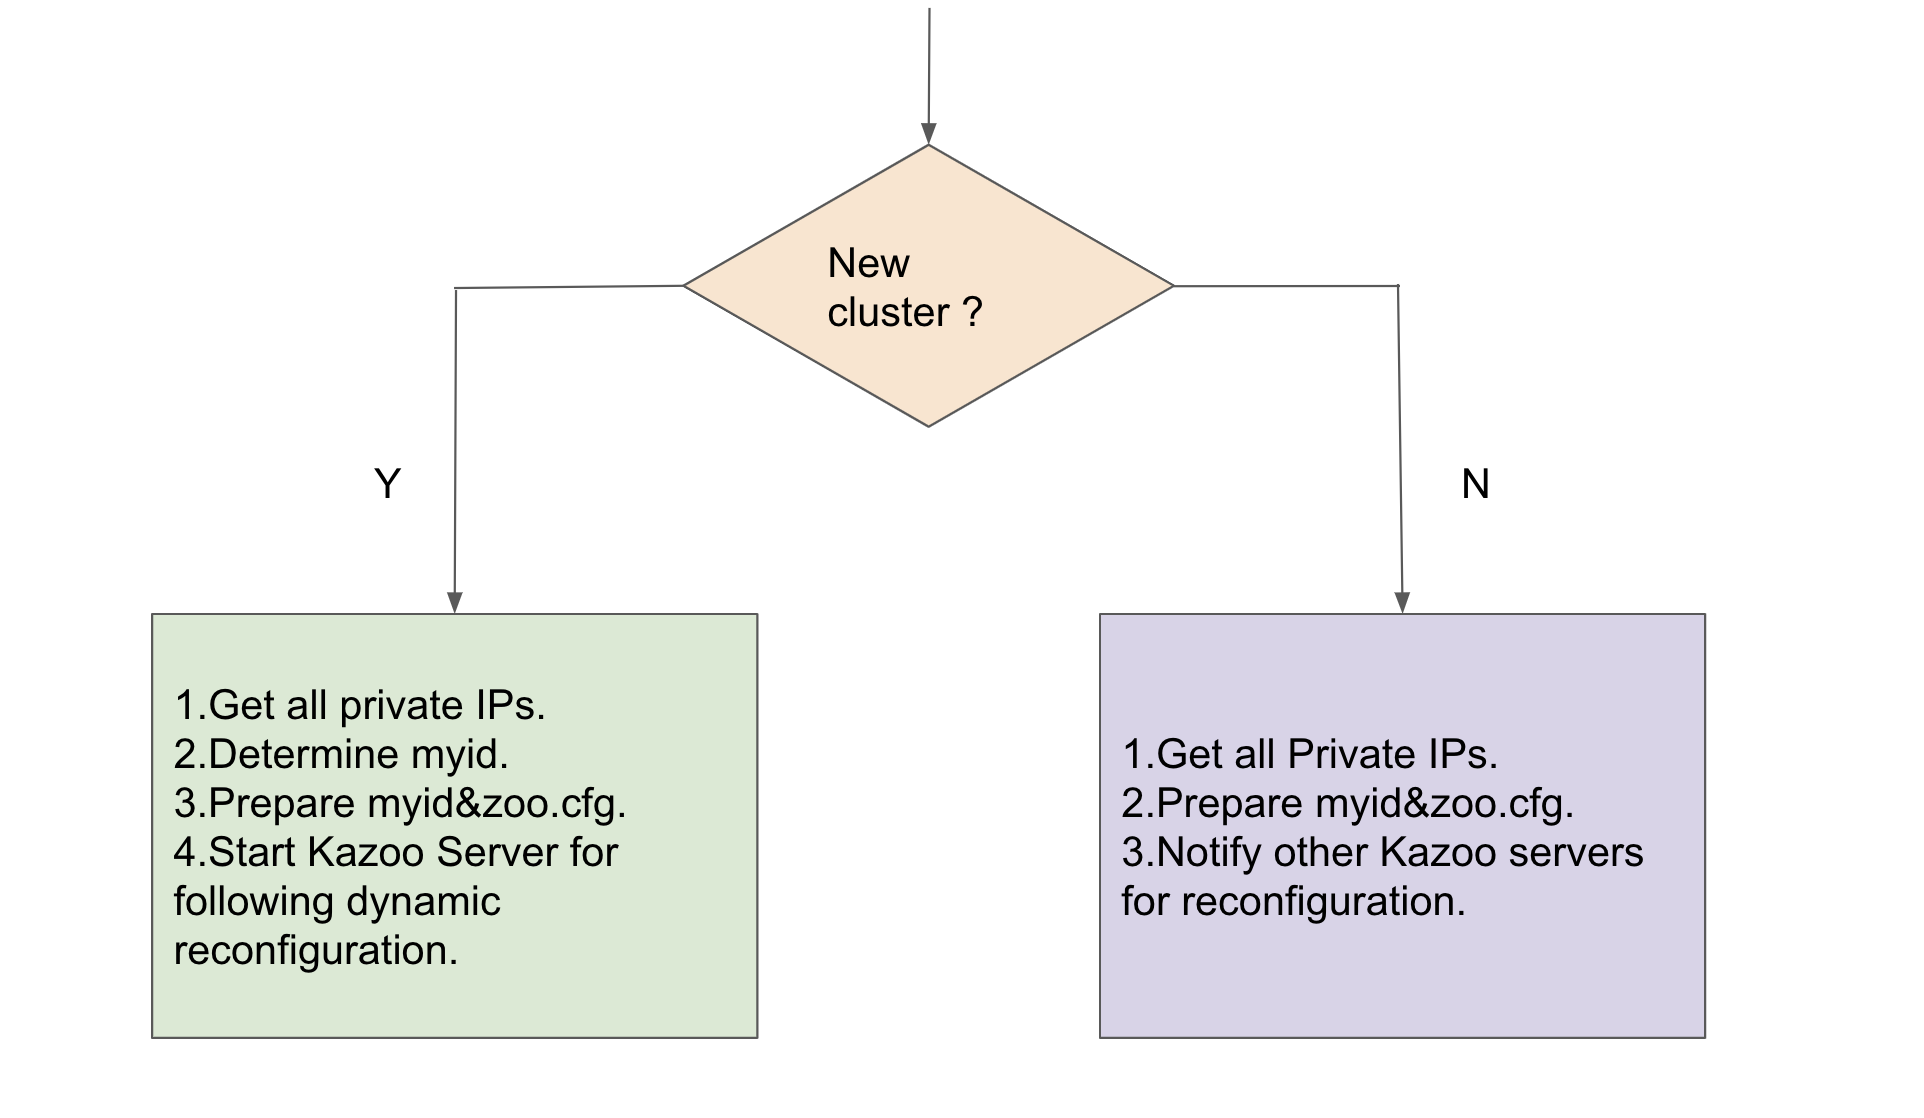 New
cluster ?
Y
N
1.Get all private IPs.
2.Determine myid.
3.Prepare myid&zoo.cfg.
4.Start Kazoo Server for
following dynamic
reconfiguration.
1.Get all Private IPs.
2.Prepare myid&zoo.cfg.
3.Notify other Kazoo servers
for reconfiguration.